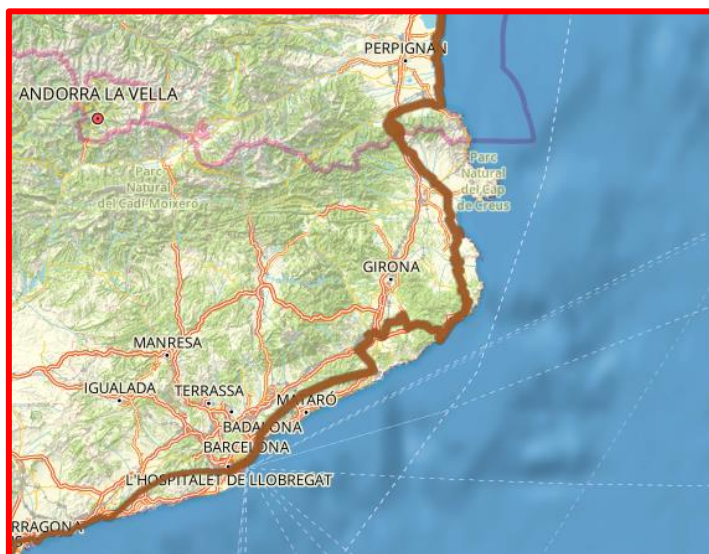 PERPIGNAN
ANDORRA LA VELLA
Parc
Natural
del Cadí-Moixeró
Parc
Natural
del Cap
de Creus
GIRONA
MANRESA
IGUALADA
TERRASSA
MATARÓ
BADALONA
BARCELONA
L'HOSPITALET DE LLOBREGAT
RRAGONA